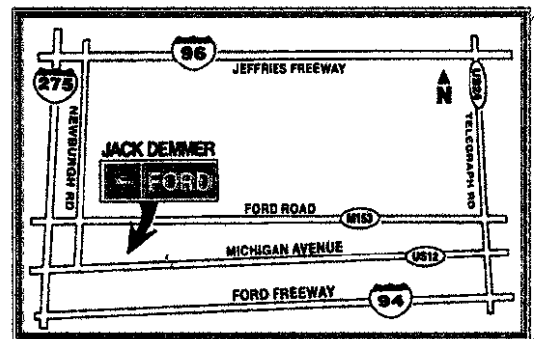 96
JEFFRIES FREEWAY
275
N
US24
NEWBURGH RD
TELEGRAPH RD
JACK DEMMER
FORD
FORD ROAD
M153
MICHIGAN AVENUE
US12
FORD FREEWAY
94